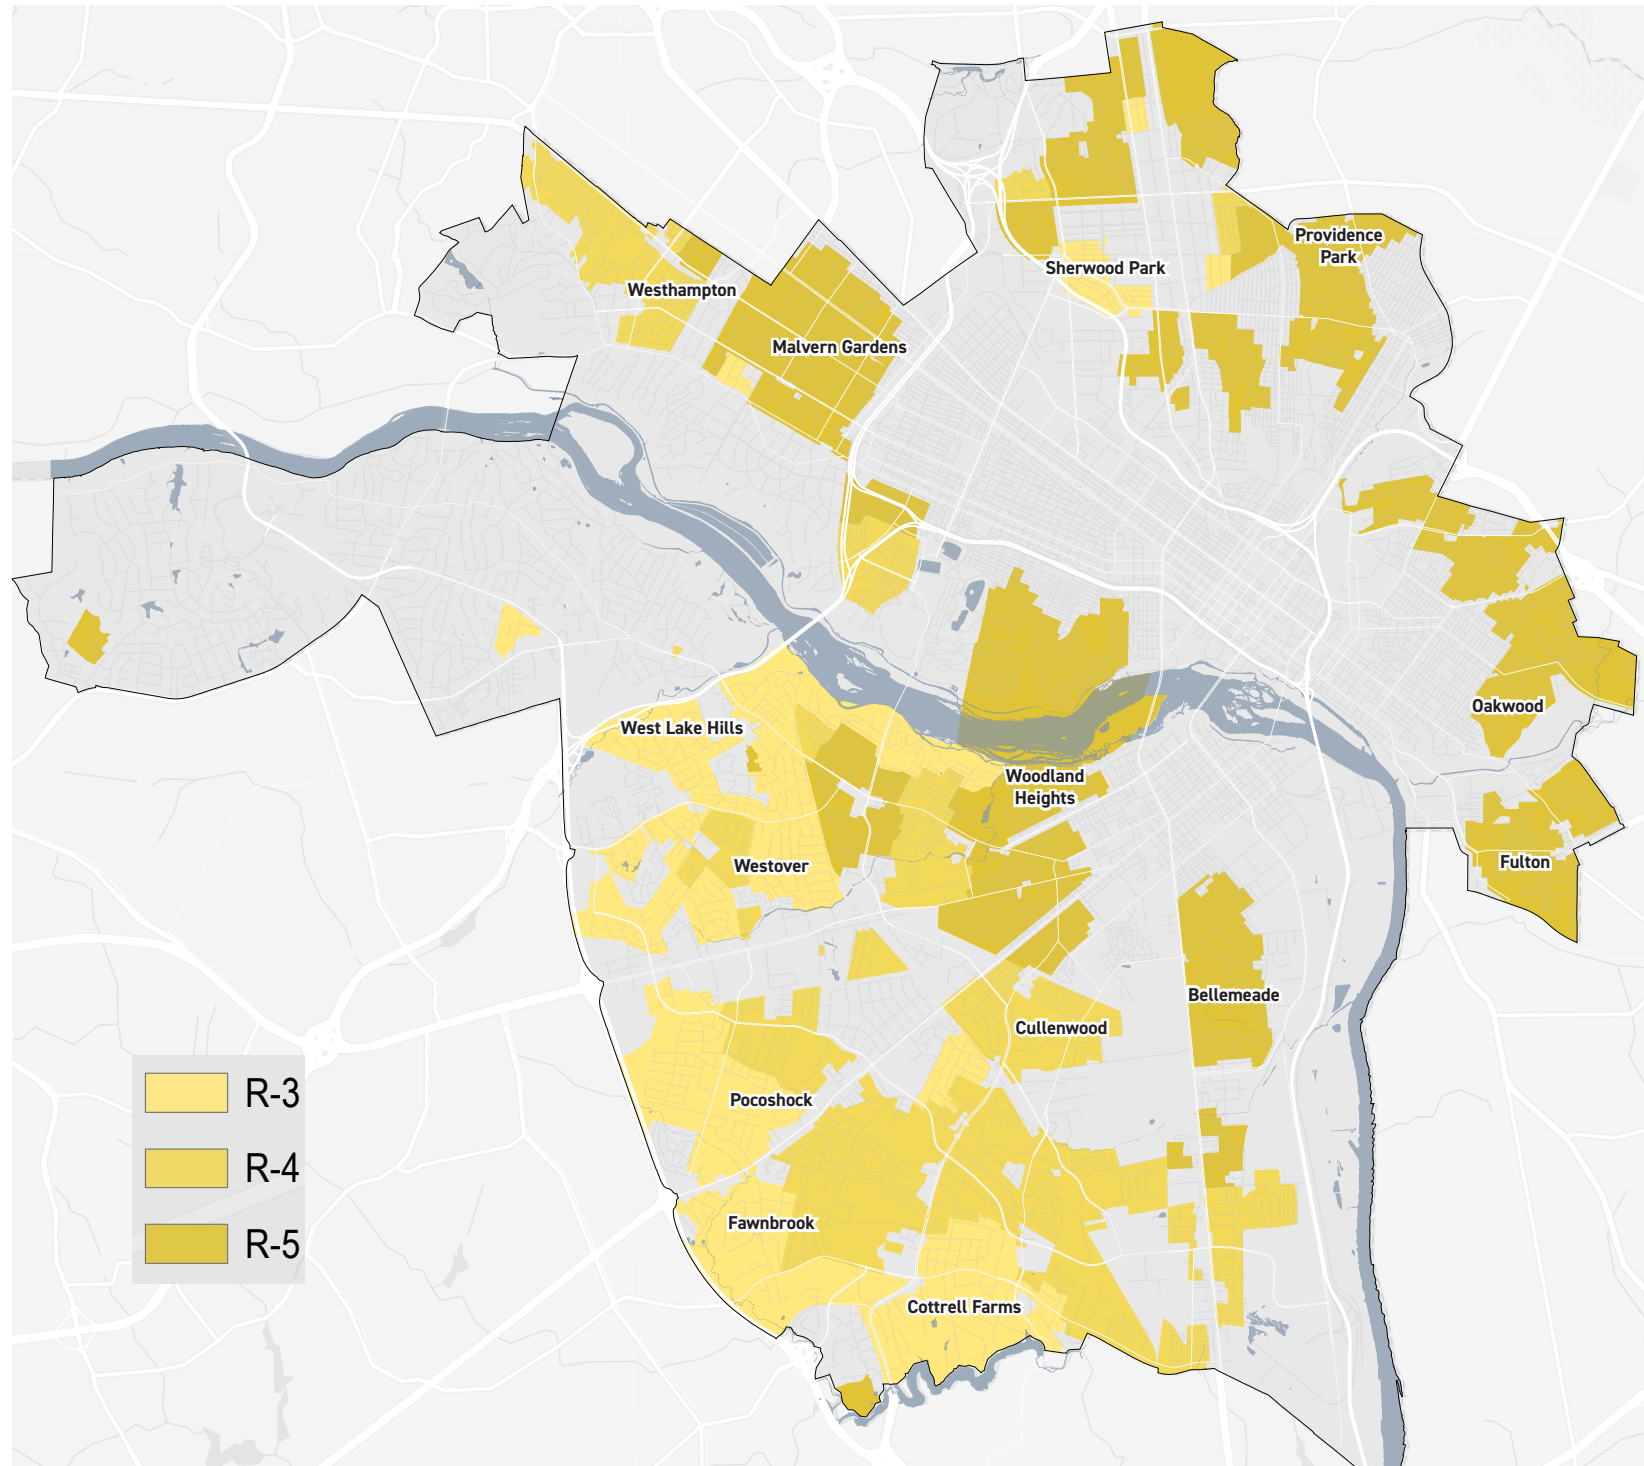 Providence
Park
Sherwood Park
Westhampton
Malvern Gardens
Oakwood
West Lake Hills
Woodland
Heights
Westover
Fulton
Bellemeade
Cullenwood
R-3
Pocoshock
R-4
Fawnbrook
R-5
Cottrell Farms